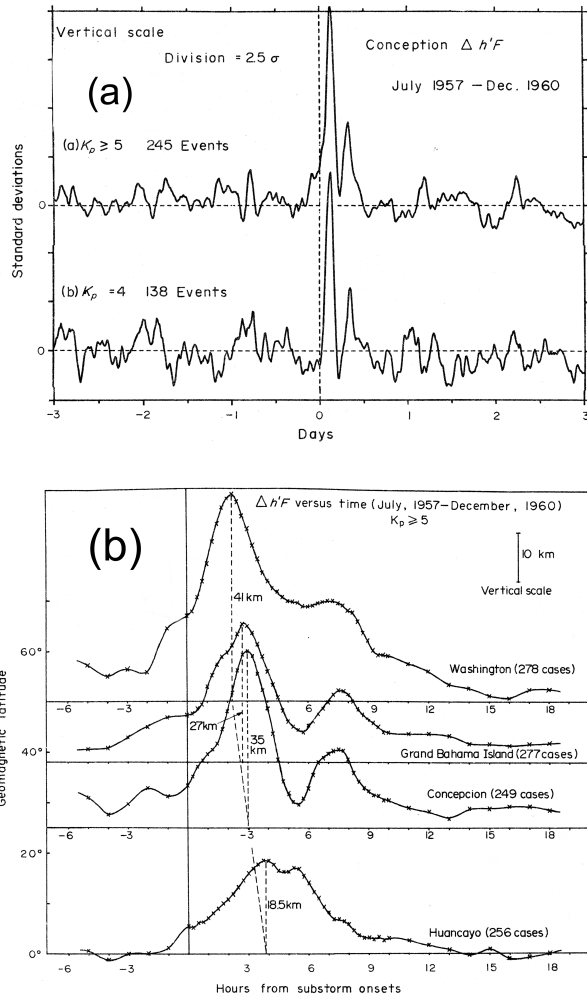 Vertical scale
Division = 2.5 σ
Conception Δ h'F
July 1957 – Dec. 1960
(a)
(a) Kp ≥ 5 245 Events
Standard deviations
0
(b) Kp = 4 138 Events
0
-3 -2 -1 0 1 2 3
Days
Δ h'F versus time (July, 1957–December, 1960)
Kp ≥ 5
(b)
10 km
Vertical scale
41 km
60°
Washington (278 cases)
-6 -3 3 6 9 12 15 18
27km
35
km
40°
Grand Bahama Island (277 cases)
Concepcion (249 cases)
-6 -3 -3 6 9 12 15 18
Geomagnetic latitude
20°
18.5km
Huancayo (256 cases)
0°
-6 -3 0 3 6 9 12 15 18
Hours from substorm onsets